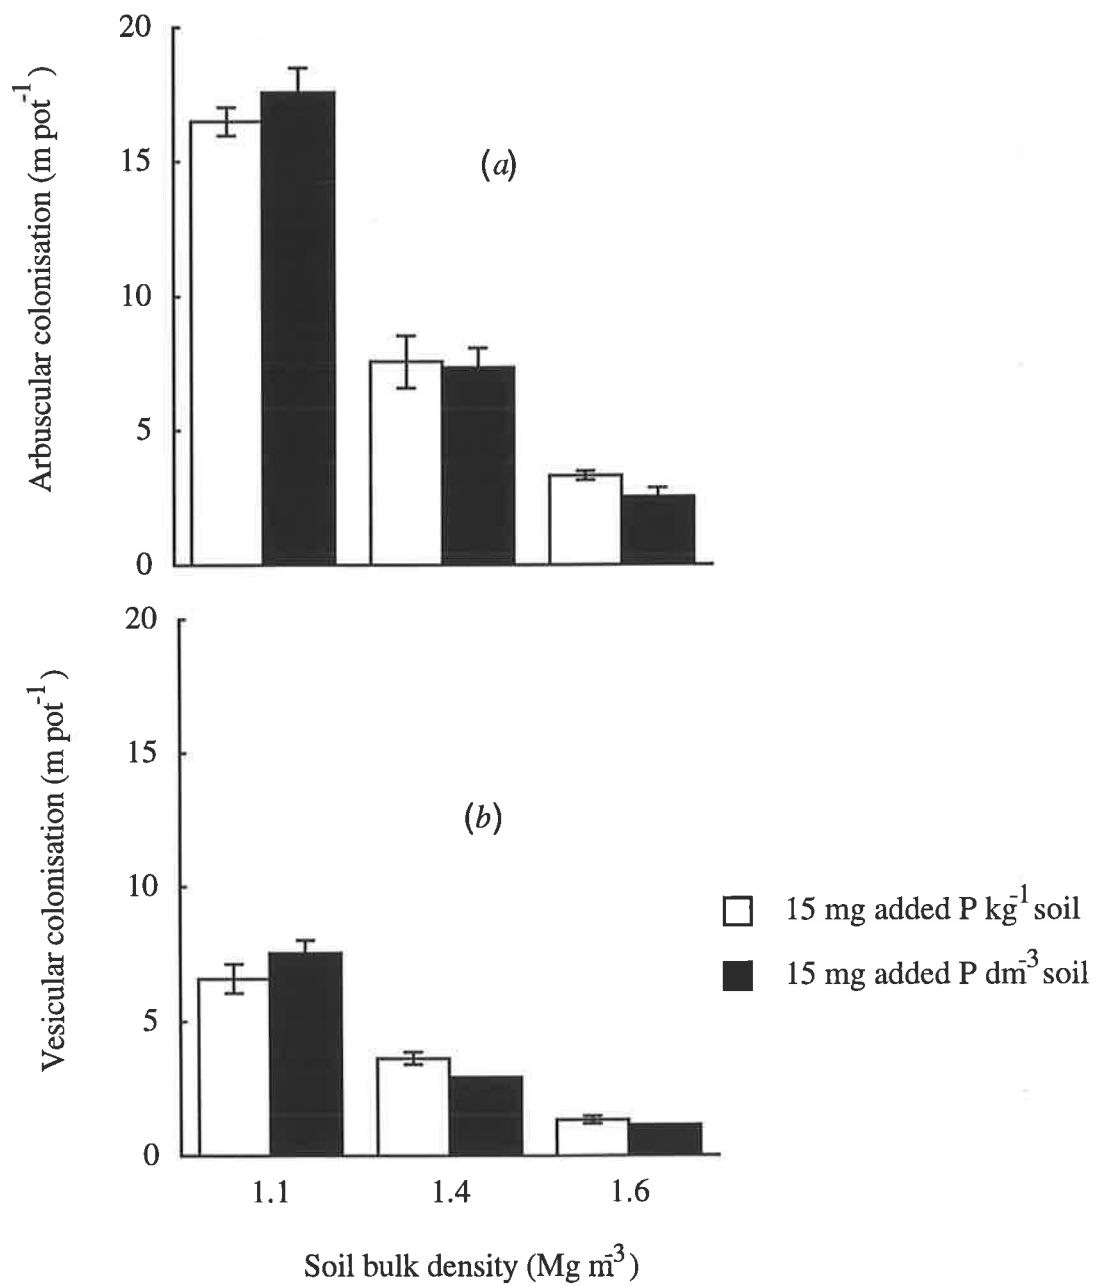 20
15
10
5
0
Arbuscular colonisation (m pot⁻¹)
(a)
20
15
10
5
0
Vesicular colonisation (m pot⁻¹)
(b)
15 mg added P kg⁻¹ soil
15 mg added P dm⁻³ soil
1.1 1.4 1.6
Soil bulk density (Mg m⁻³)